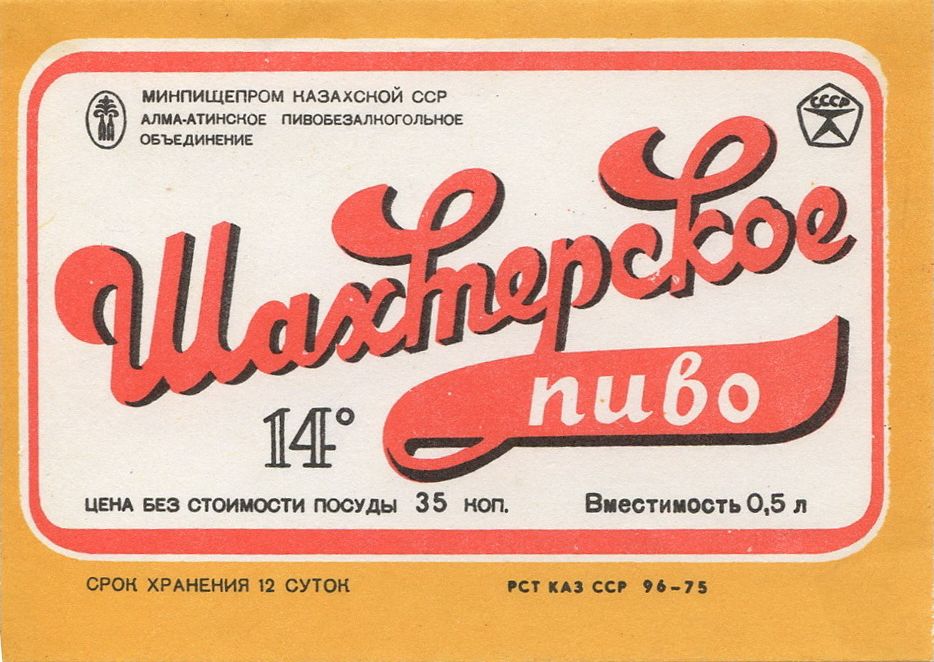 МИНПИЩЕПРОМ КАЗАХСКОЙ ССР
АЛМА-АТИНСКОЕ ПИВОБЕЗАЛКОГОЛЬНОЕ
ОБЪЕДИНЕНИЕ
СССР
Шахтерское
пиво
14°
ЦЕНА БЕЗ СТОИМОСТИ ПОСУДЫ 35 КОП.
Вместимость 0,5 л
СРОК ХРАНЕНИЯ 12 СУТОК
РСТ КАЗ ССР 96-75